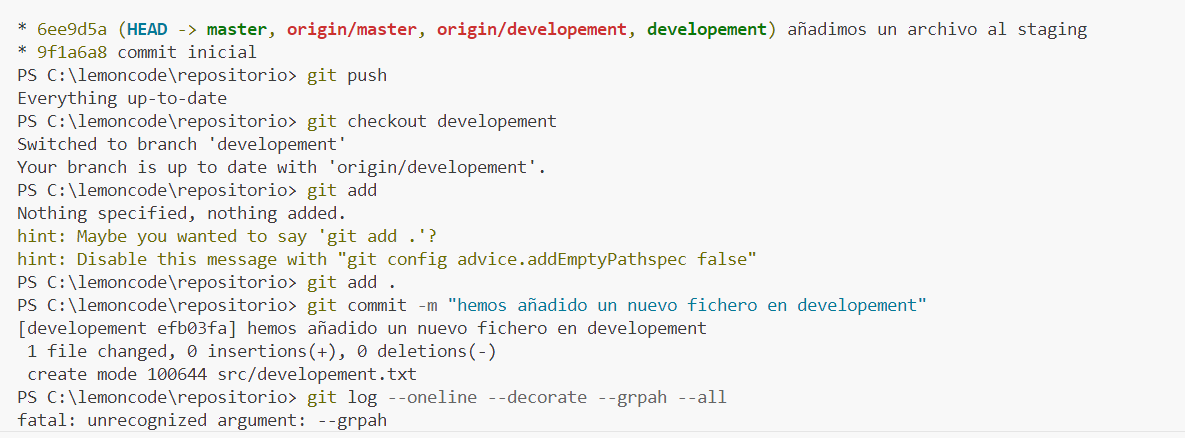 * 6ee9d5a (HEAD -> master, origin/master, origin/developement, developement) añadimos un archivo al staging
* 9f1a6a8 commit inicial
PS C:\lemoncode\repositorio> git push
Everything up-to-date
PS C:\lemoncode\repositorio> git checkout developement
Switched to branch 'developement'
Your branch is up to date with 'origin/developement'.
PS C:\lemoncode\repositorio> git add
Nothing specified, nothing added.
hint: Maybe you wanted to say 'git add .'?
hint: Disable this message with "git config advice.addEmptyPathspec false"
PS C:\lemoncode\repositorio> git add .
PS C:\lemoncode\repositorio> git commit -m "hemos añadido un nuevo fichero en developement"
[developement efb03fa] hemos añadido un nuevo fichero en developement
 1 file changed, 0 insertions(+), 0 deletions(-)
 create mode 100644 src/developement.txt
PS C:\lemoncode\repositorio> git log --oneline --decorate --grpah --all
fatal: unrecognized argument: --grpah